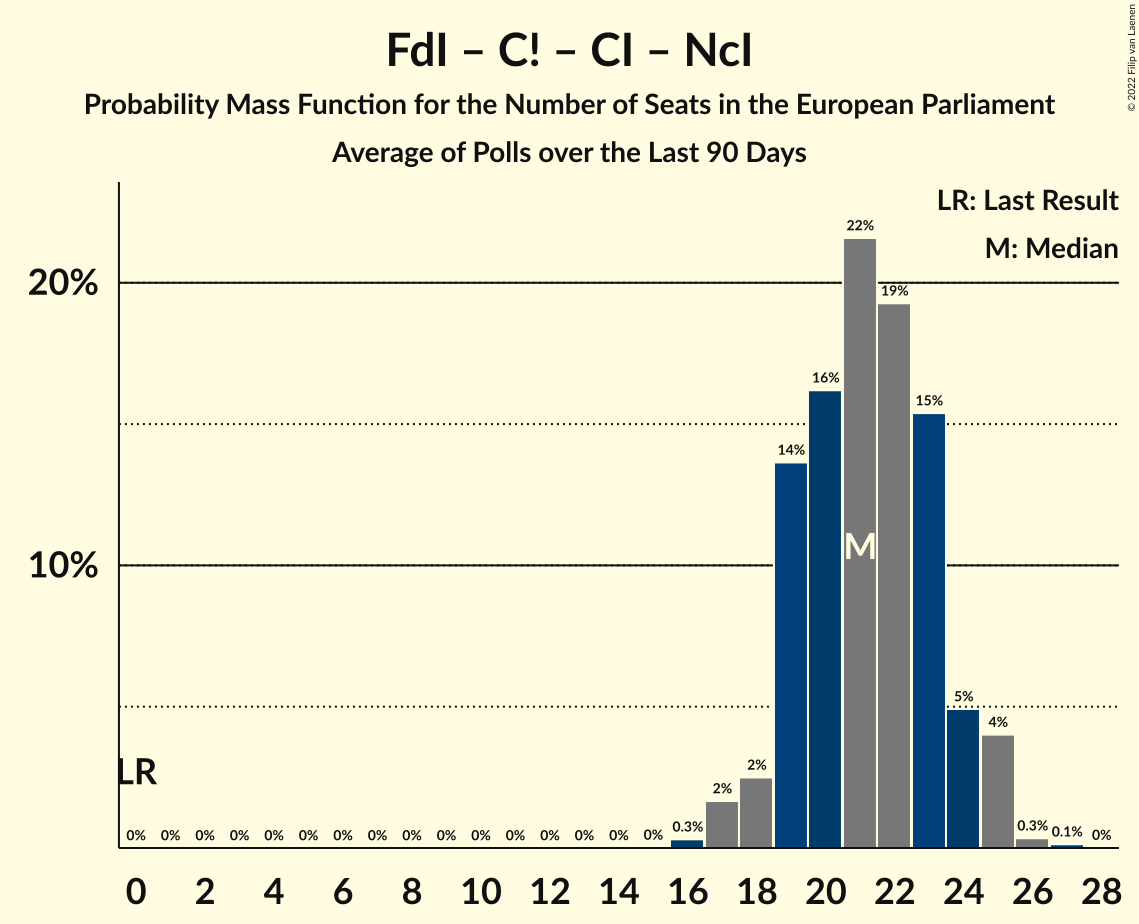 FdI – C! – CI – NcI
Probability Mass Function for the Number of Seats in the European Parliament
Average of Polls over the Last 90 Days
© 2022 Filip van Laenen
LR: Last Result
M: Median
20%
10%
LR
M
0% 0% 0% 0% 0% 0% 0% 0% 0% 0% 0% 0% 0% 0% 0% 0% 0.3% 2% 2% 14% 16% 22% 19% 15% 5% 4% 0.3% 0.1% 0%
0 2 4 6 8 10 12 14 16 18 20 22 24 26 28